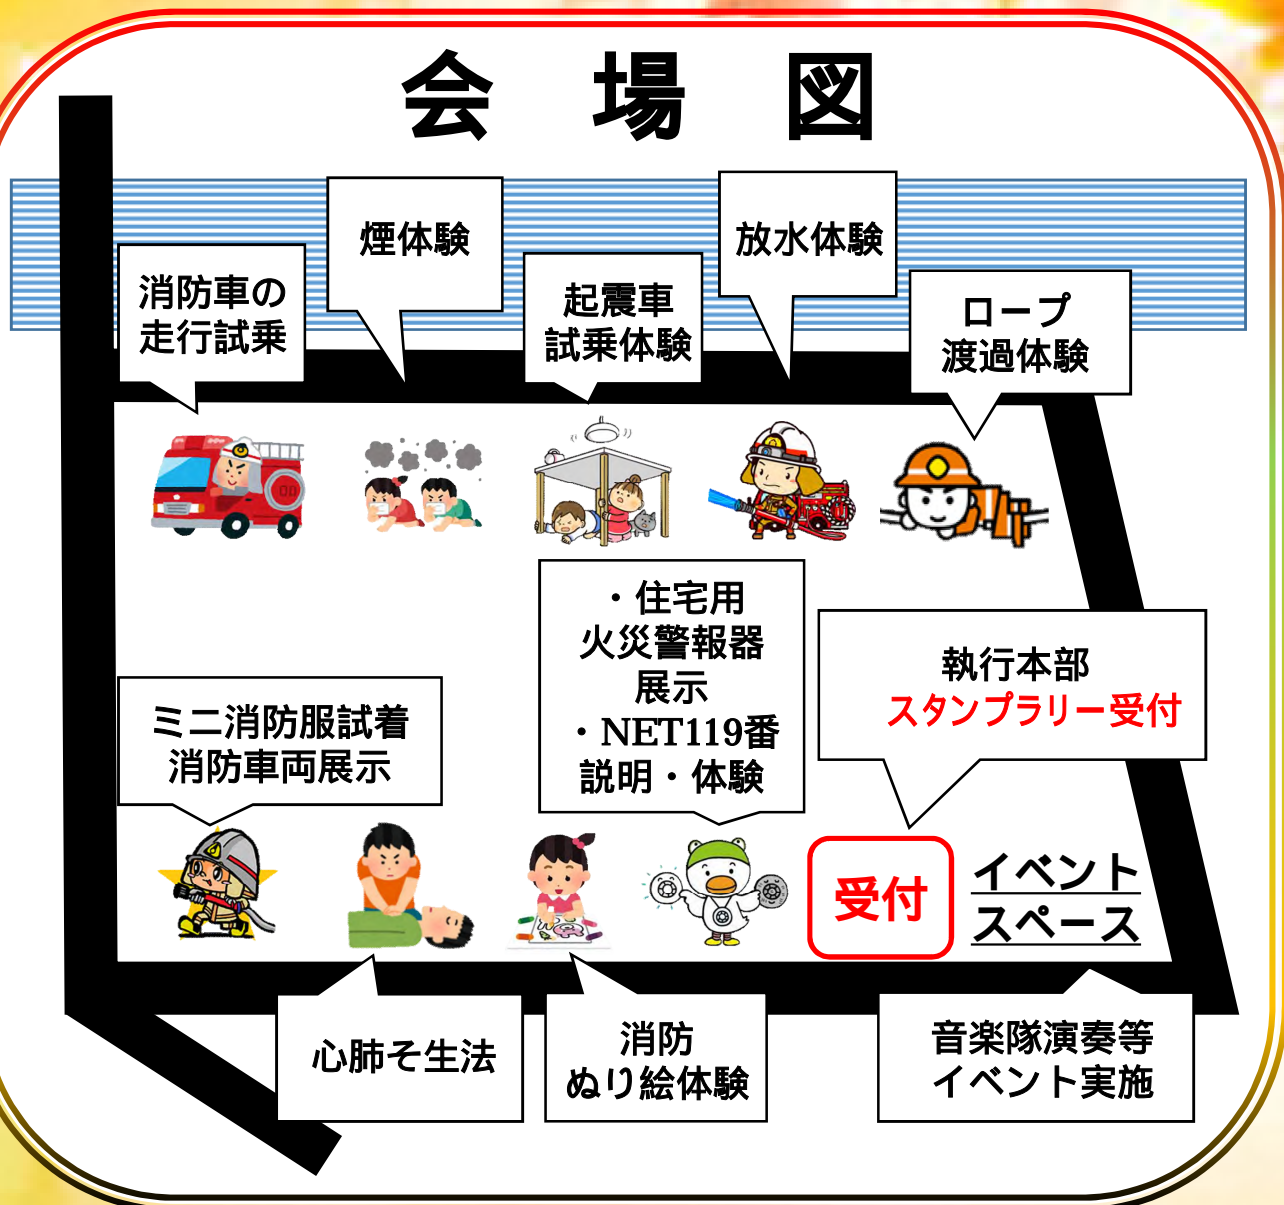 会場図
煙体験
放水体験
消防車の
走行試乗
起震車
試乗体験
ロープ
渡過体験
・住宅用
火災警報器
展示
・NET119番
説明・体験
執行本部
スタンプラリー受付
ミニ消防服試着
消防車両展示
受付
イベント
スペース
心肺そ生法
消防
ぬり絵体験
音楽隊演奏等
イベント実施